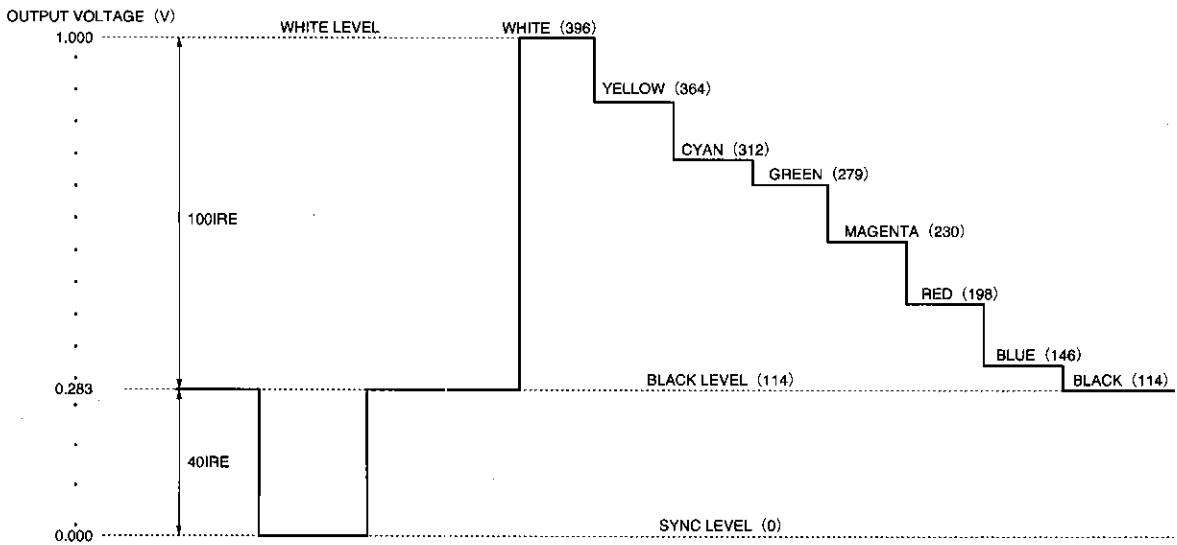 OUTPUT VOLTAGE (V)
WHITE LEVEL
WHITE (396)
1.000
YELLOW (364)
CYAN (312)
GREEN (279)
100IRE
MAGENTA (230)
RED (198)
BLUE (146)
0.283
BLACK LEVEL (114)
BLACK (114)
40IRE
SYNC LEVEL (0)
0.000